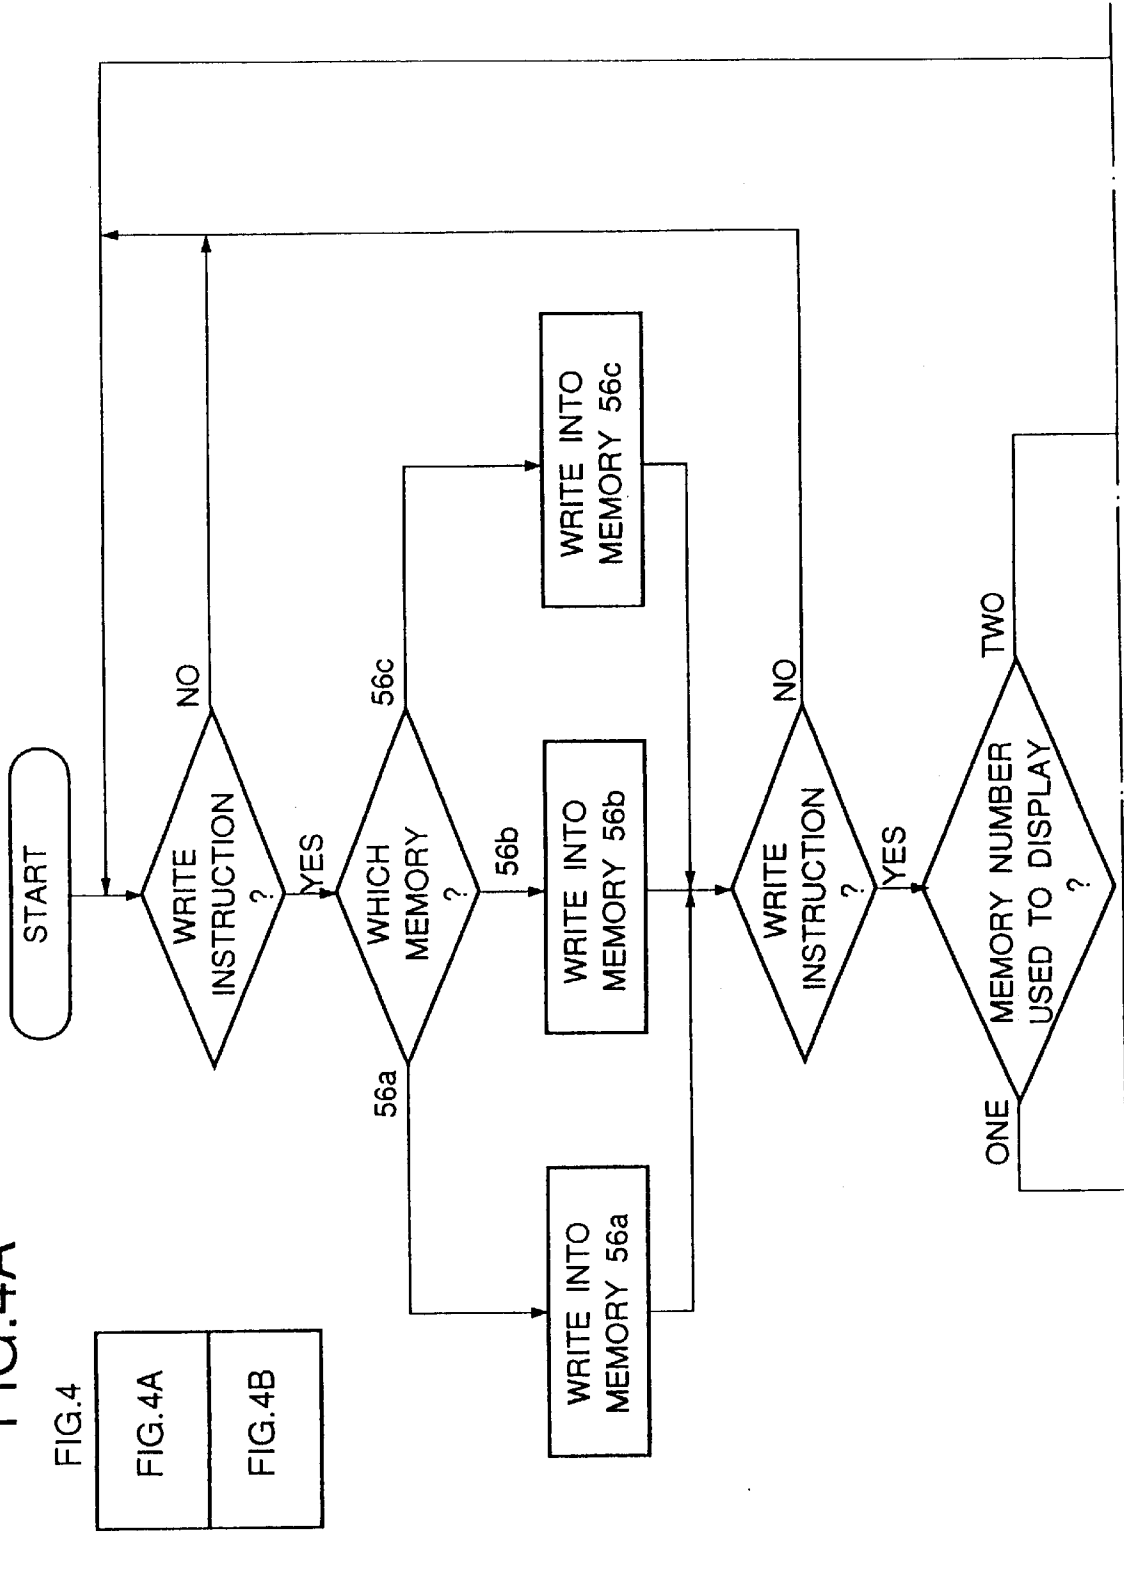 FIG.4A
FIG.4
FIG.4A
FIG.4B
START
WRITE
INSTRUCTION
?
NO
YES
WHICH
MEMORY
?
56a
56b
56c
WRITE INTO
MEMORY 56a
WRITE INTO
MEMORY 56b
WRITE INTO
MEMORY 56c
WRITE
INSTRUCTION
?
NO
YES
MEMORY NUMBER
USED TO DISPLAY
?
ONE
TWO